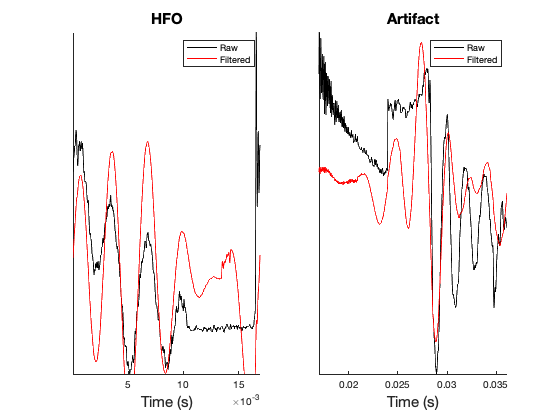 HFO
Raw
Filtered
5
10
15
Time (s)
×10⁻³
Artifact
Raw
Filtered
0.02
0.025
0.03
0.035
Time (s)